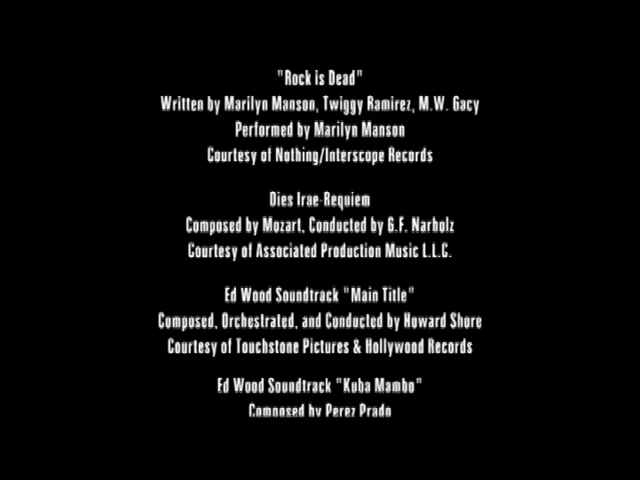 "Rock is Dead"
Written by Marilyn Manson, Twiggy Ramirez, M.W. Gacy
Performed by Marilyn Manson
Courtesy of Nothing/Interscope Records
Dies Irae-Requiem
Composed by Mozart, Conducted by G.F. Narholz
Courtesy of Associated Production Music L.L.C.
Ed Wood Soundtrack "Main Title"
Composed, Orchestrated, and Conducted by Howard Shore
Courtesy of Touchstone Pictures & Hollywood Records
Ed Wood Soundtrack "Kuba Mambo"
Composed by Perez Prado